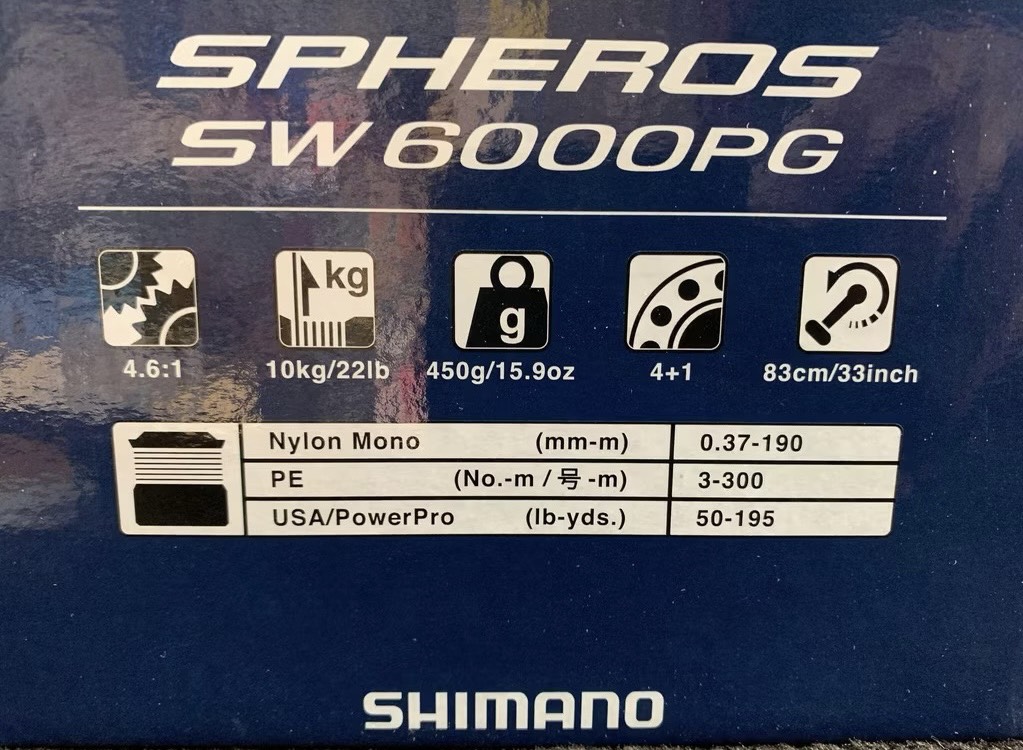 SPHEROS
SW 6000PG
kg
g
4.6:1 10kg/22lb 450g/15.9oz 4+1 83cm/33inch
Nylon Mono (mm-m) 0.37-190
PE (No.-m / 号 -m) 3-300
USA/PowerPro (lb-yds.) 50-195
SHIMANO